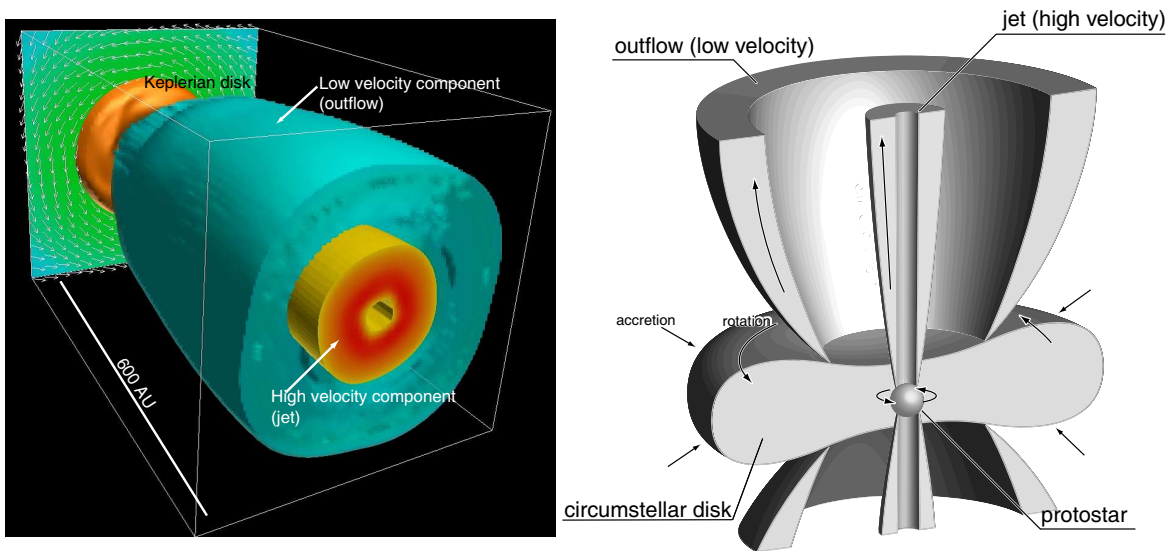 Keplerian disk
Low velocity component
(outflow)
High velocity component
(jet)
600 AU
jet (high velocity)
outflow (low velocity)
accretion
rotation
circumstellar disk
protostar